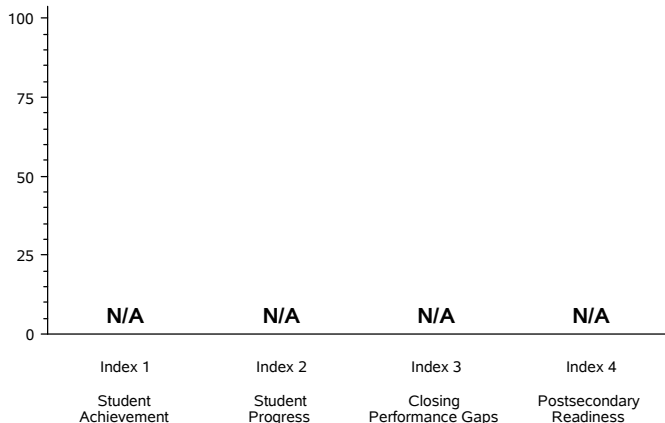 100
75
50
25
0
N/A N/A N/A N/A
Index 1 Index 2 Index 3 Index 4
Student Student Closing Postsecondary
Achievement Progress Performance Gaps Readiness